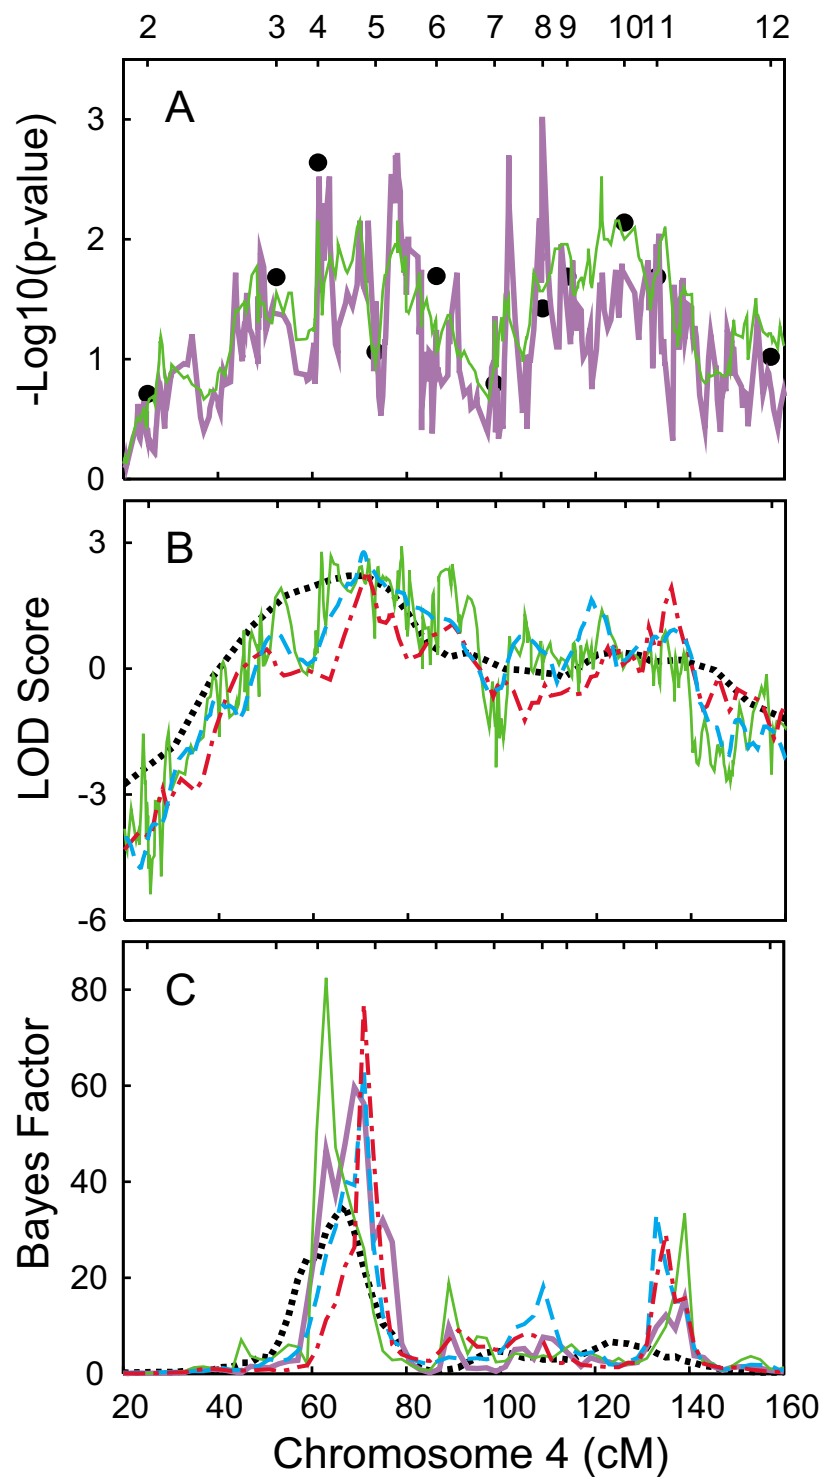 2 3 4 5 6 7 8 9 10 11 12
A
-Log10(p-value)
3
2
1
0
B
LOD Score
3
0
-3
-6
C
Bayes Factor
80
60
40
20
0
20 40 60 80 100 120 140 160
Chromosome 4 (cM)